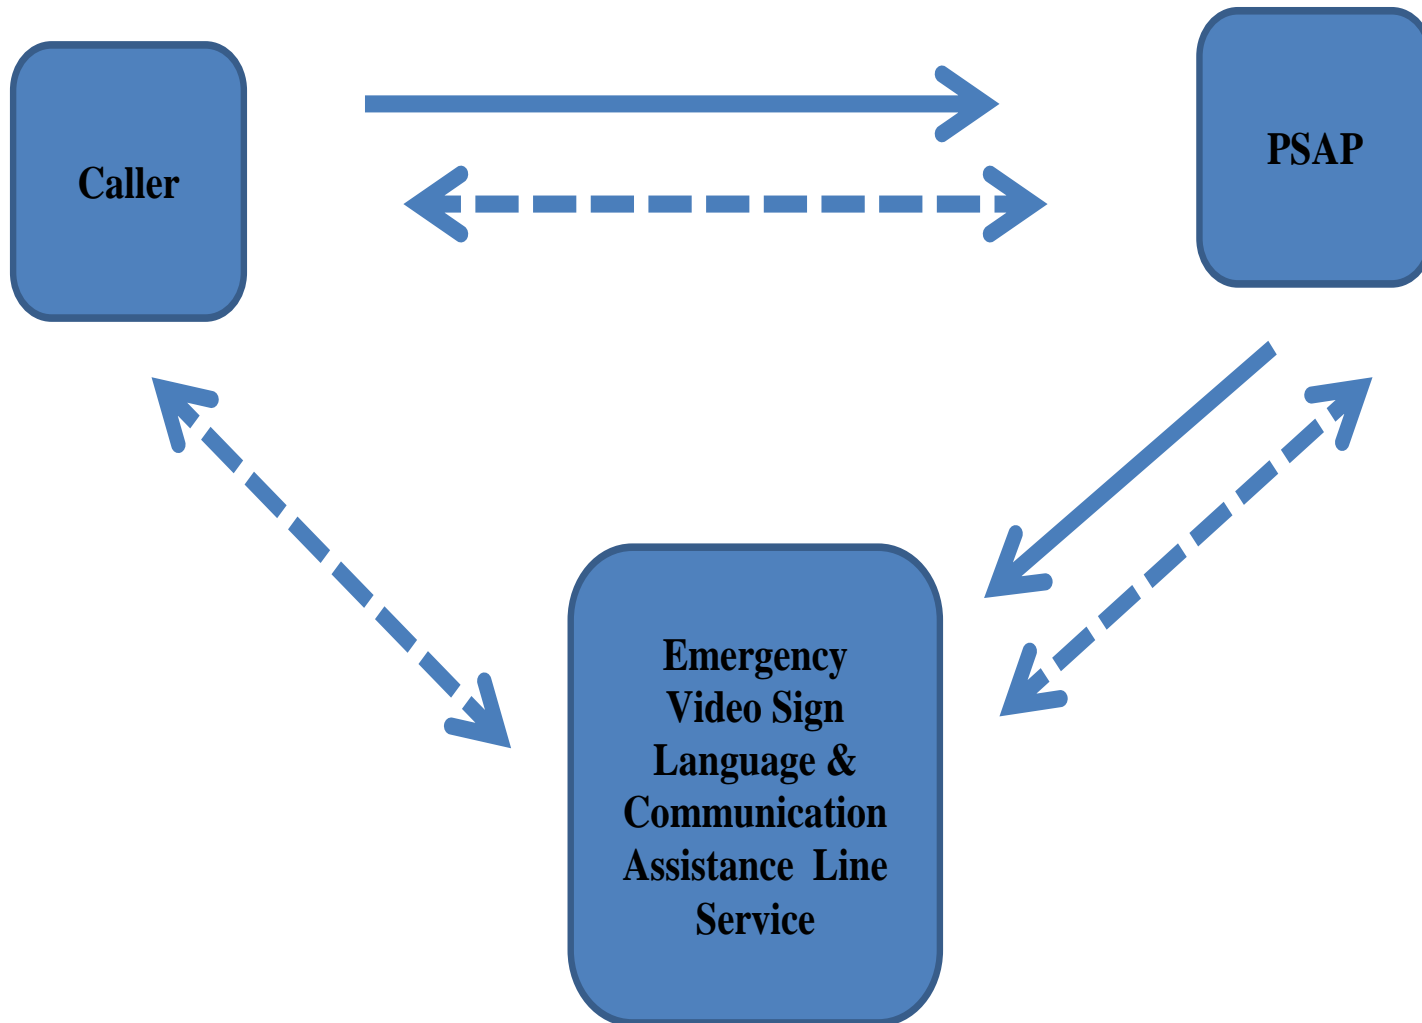 Caller
PSAP
Emergency
Video Sign
Language &
Communication
Assistance Line
Service